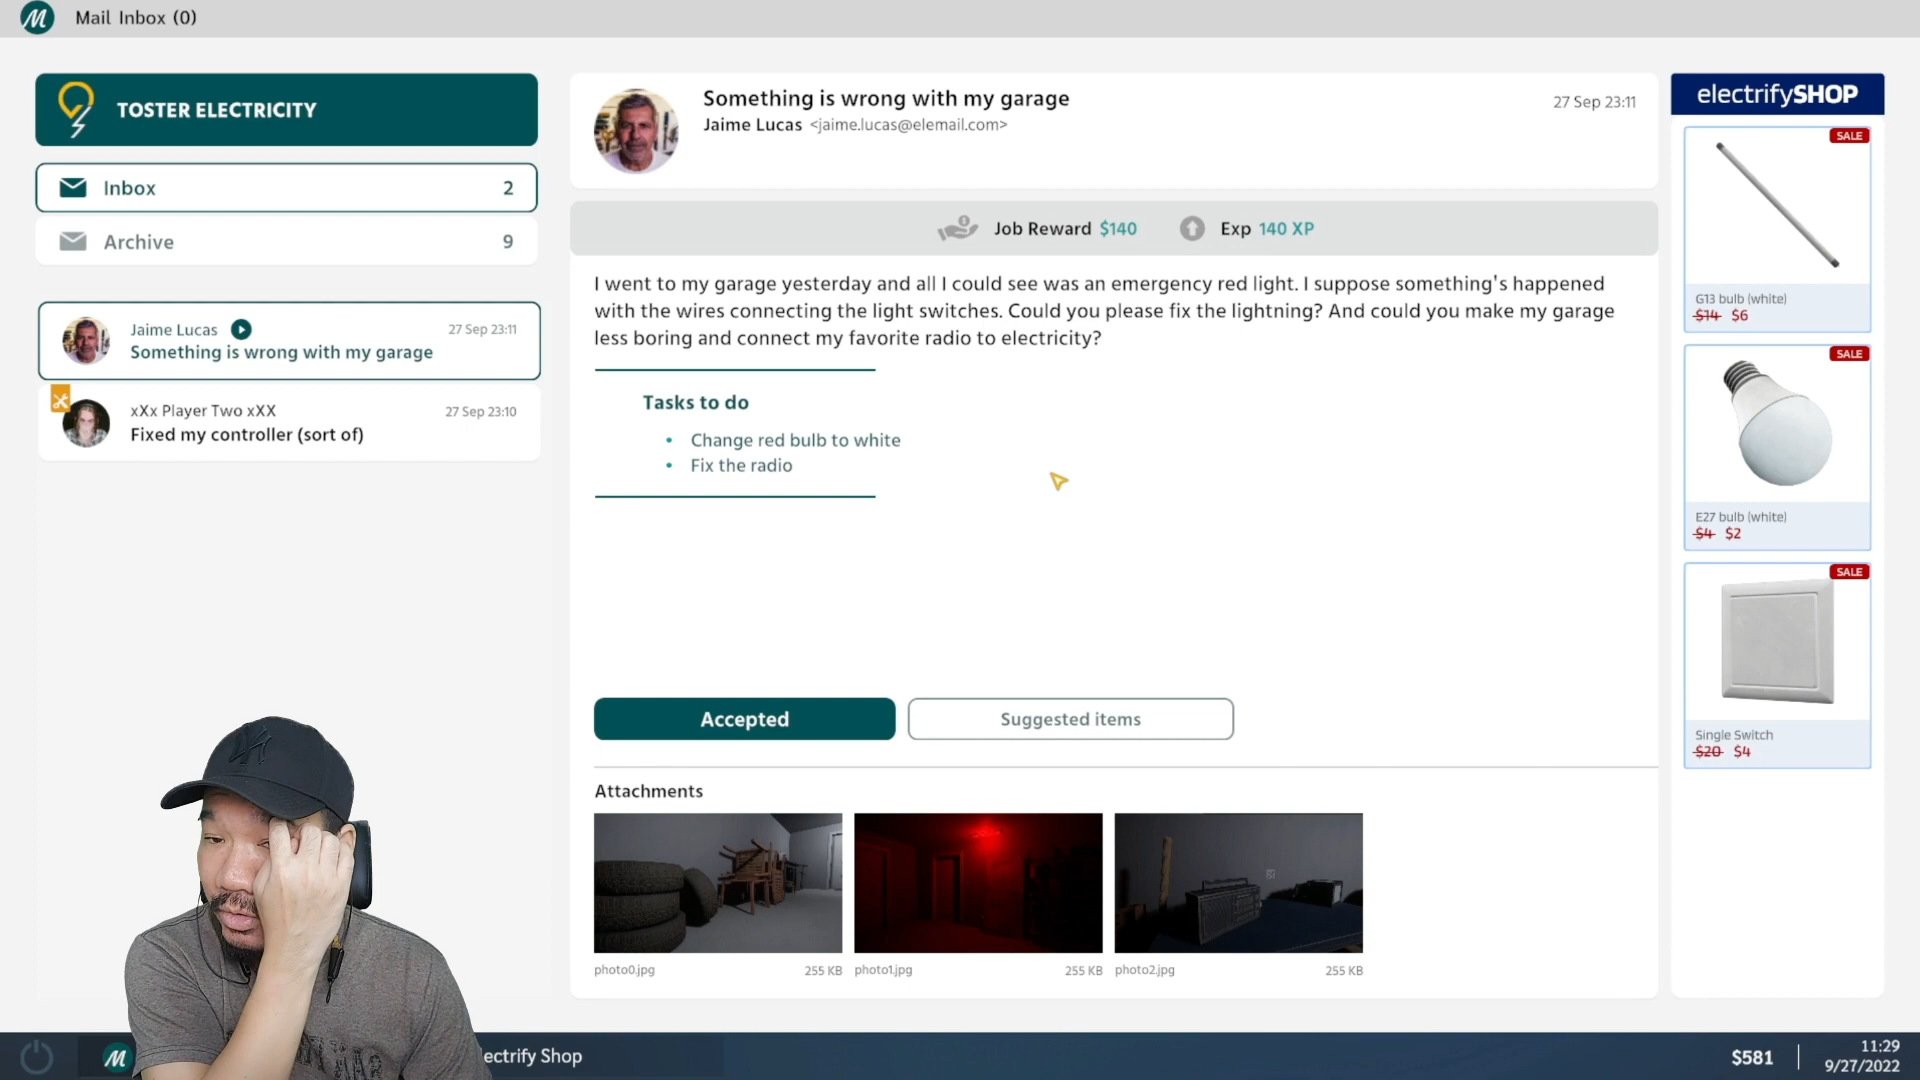 Mail Inbox (0)
TOSTER ELECTRICITY
Inbox 2
Archive 9
Jaime Lucas 27 Sep 23:11
Something is wrong with my garage
xXx Player Two xXX 27 Sep 23:10
Fixed my controller (sort of)
Something is wrong with my garage 27 Sep 23:11
Jaime Lucas <jaime.lucas@elemail.com>
Job Reward $140 Exp 140 XP
I went to my garage yesterday and all I could see was an emergency red light. I suppose something's happened
with the wires connecting the light switches. Could you please fix the lightning? And could you make my garage
less boring and connect my favorite radio to electricity?
Tasks to do
• Change red bulb to white
• Fix the radio
Accepted Suggested items
Attachments
photo0.jpg 255 KB photo1.jpg 255 KB photo2.jpg 255 KB
electrifySHOP
SALE
G13 bulb (white)
$14 $6
SALE
E27 bulb (white)
$4 $2
SALE
Single Switch
$20 $4
M ectrify Shop
$581
11:29
9/27/2022